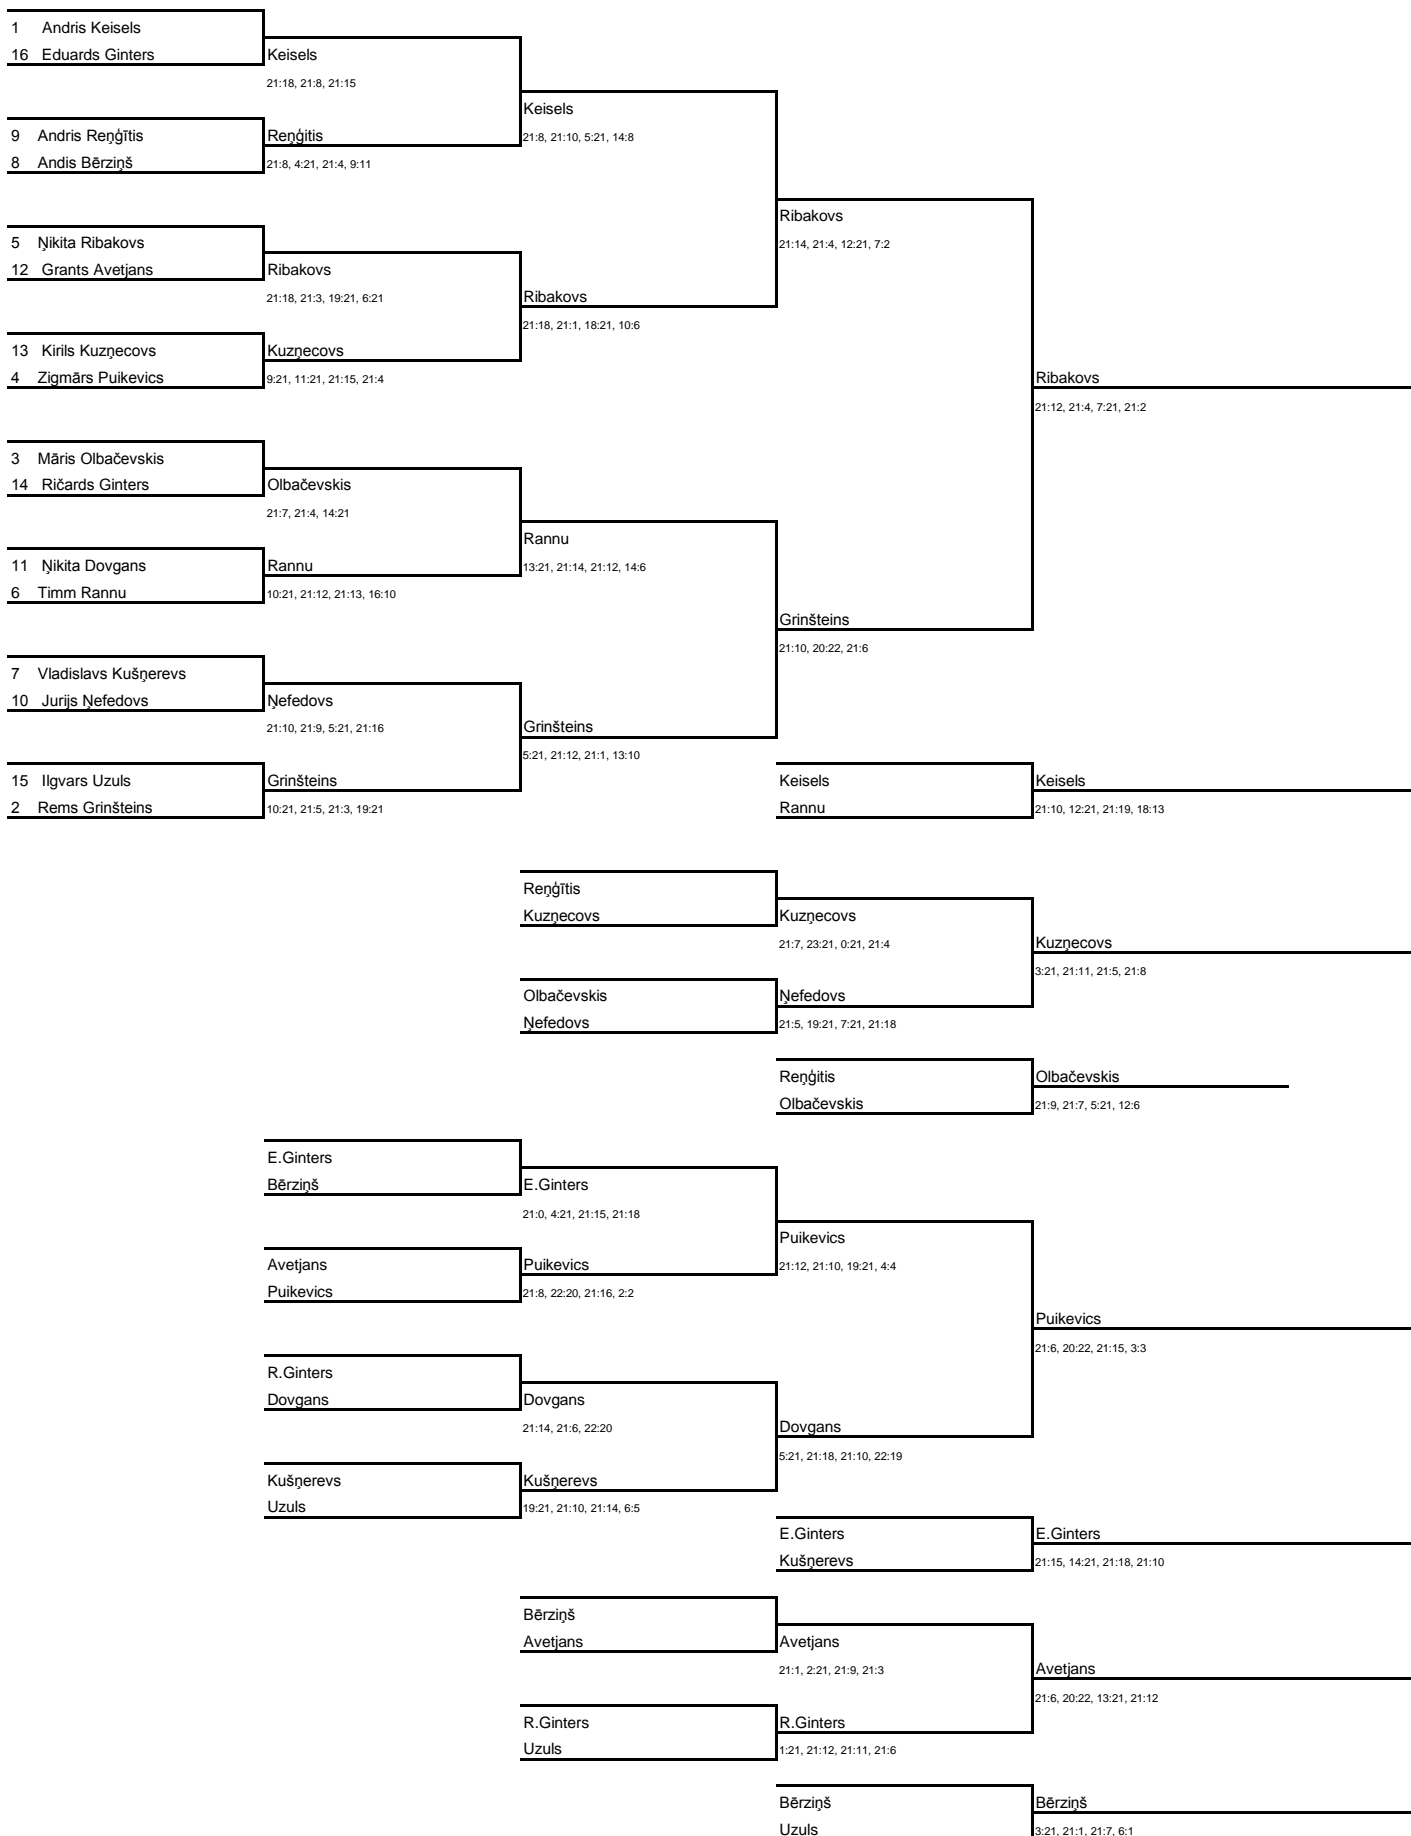 1 Andris Keisels
16 Eduards Ginters
Keisels
21:18, 21:8, 21:15
Keisels
21:8, 21:10, 5:21, 14:8
9 Andris Reņģītis
8 Andis Bērziņš
Reņģitis
21:8, 4:21, 21:4, 9:11
Ribakovs
21:14, 21:4, 12:21, 7:2
5 Ņikita Ribakovs
12 Grants Avetjans
Ribakovs
21:18, 21:3, 19:21, 6:21
Ribakovs
21:18, 21:1, 18:21, 10:6
13 Kirils Kuzņecovs
4 Zigmārs Puikevics
Kuzņecovs
9:21, 11:21, 21:15, 21:4
Ribakovs
21:12, 21:4, 7:21, 21:2
3 Māris Olbačevskis
14 Ričards Ginters
Olbačevskis
21:7, 21:4, 14:21
Rannu
13:21, 21:14, 21:12, 14:6
11 Ņikita Dovgans
6 Timm Rannu
Rannu
10:21, 21:12, 21:13, 16:10
Grinšteins
21:10, 20:22, 21:6
7 Vladislavs Kušņerevs
10 Jurijs Ņefedovs
Ņefedovs
21:10, 21:9, 5:21, 21:16
Grinšteins
5:21, 21:12, 21:1, 13:10
15 Ilgvars Uzuls
2 Rems Grinšteins
Grinšteins
10:21, 21:5, 21:3, 19:21
Keisels
Rannu
Keisels
21:10, 12:21, 21:19, 18:13
Reņģītis
Kuzņecovs
Kuzņecovs
21:7, 23:21, 0:21, 21:4
Kuzņecovs
3:21, 21:11, 21:5, 21:8
Olbačevskis
Ņefedovs
Ņefedovs
21:5, 19:21, 7:21, 21:18
Reņģitis
Olbačevskis
Olbačevskis
21:9, 21:7, 5:21, 12:6
E.Ginters
Bērziņš
E.Ginters
21:0, 4:21, 21:15, 21:18
Puikevics
21:12, 21:10, 19:21, 4:4
Avetjans
Puikevics
Puikevics
21:8, 22:20, 21:16, 2:2
Puikevics
21:6, 20:22, 21:15, 3:3
R.Ginters
Dovgans
Dovgans
21:14, 21:6, 22:20
Dovgans
5:21, 21:18, 21:10, 22:19
Kušņerevs
Uzuls
Kušņerevs
19:21, 21:10, 21:14, 6:5
E.Ginters
Kušņerevs
E.Ginters
21:15, 14:21, 21:18, 21:10
Bērziņš
Avetjans
Avetjans
21:1, 2:21, 21:9, 21:3
Avetjans
21:6, 20:22, 13:21, 21:12
R.Ginters
Uzuls
R.Ginters
1:21, 21:12, 21:11, 21:6
Bērziņš
Uzuls
Bērziņš
3:21, 21:1, 21:7, 6:1